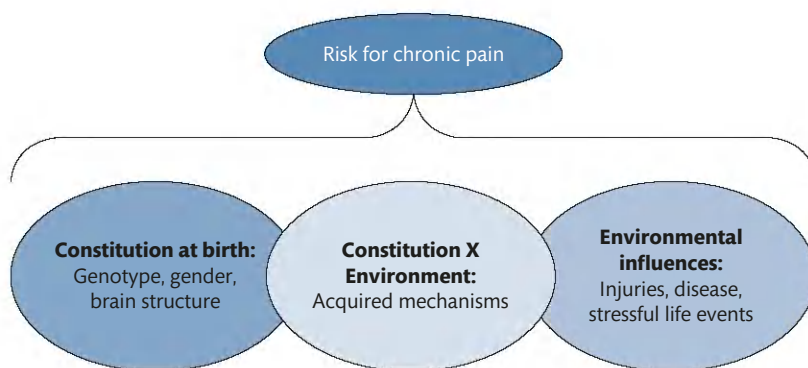 Risk for chronic pain
Constitution at birth:
Genotype, gender,
brain structure
Constitution X
Environment:
Acquired mechanisms
Environmental
influences:
Injuries, disease,
stressful life events